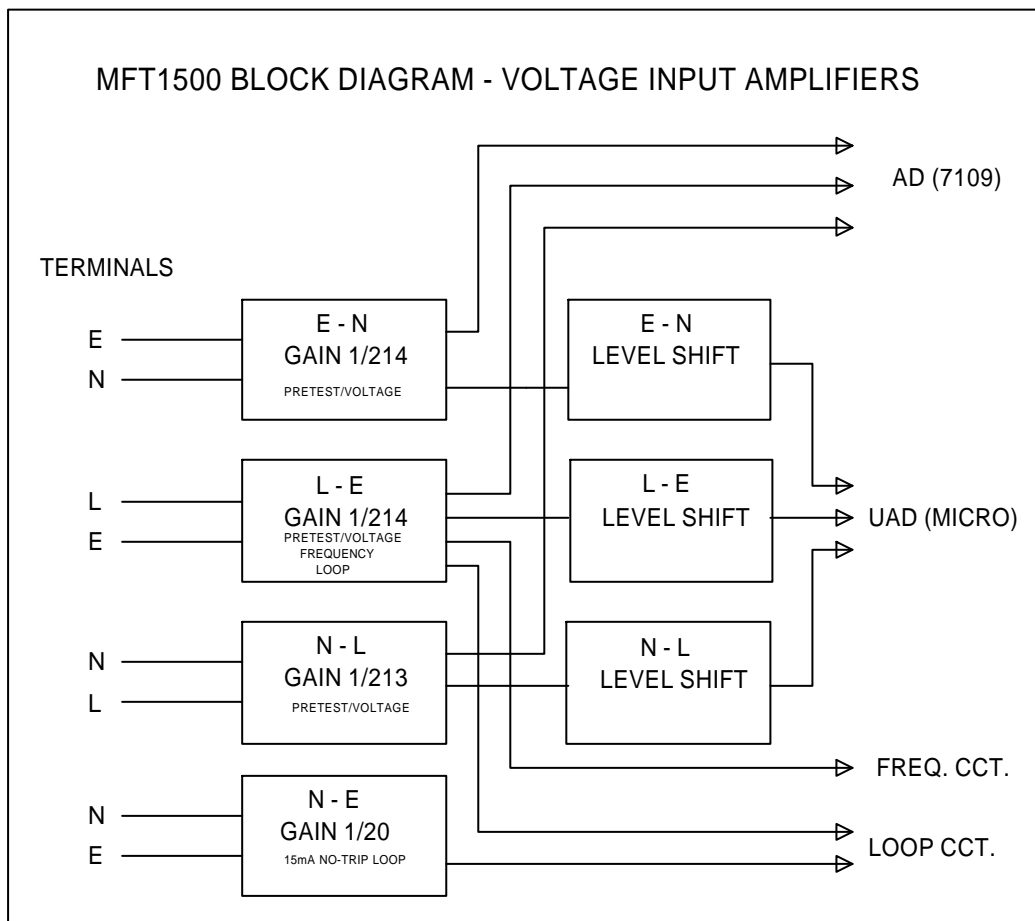 MFT1500 BLOCK DIAGRAM - VOLTAGE INPUT AMPLIFIERS
AD (7109)
TERMINALS
E
N
E - N
GAIN 1/214
PRETEST/VOLTAGE
E - N
LEVEL SHIFT
L
E
L - E
GAIN 1/214
PRETEST/VOLTAGE
FREQUENCY
LOOP
L - E
LEVEL SHIFT
UAD (MICRO)
N
L
N - L
GAIN 1/213
PRETEST/VOLTAGE
N - L
LEVEL SHIFT
FREQ. CCT.
N
E
N - E
GAIN 1/20
15mA NO-TRIP LOOP
LOOP CCT.